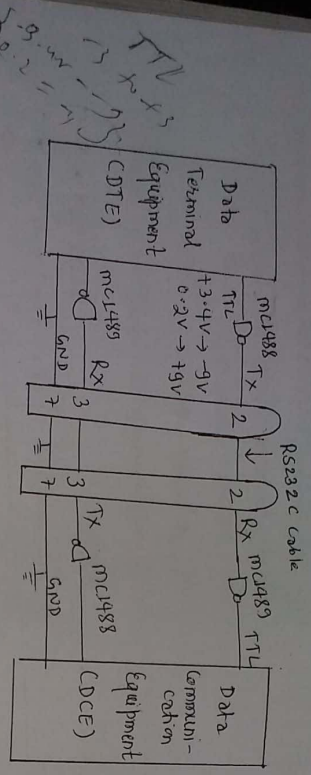 TTL
RS232C Cable
Data
Terminal
Equipment
(DTE)
MC1488
TTL
Tx
+3.4V → -9V
0.2V → +9V
MC1489
Rx
GND
2
3
7
2
3
7
Rx
MC1489
TTL
Tx
MC1488
GND
Data
Communi-
cation
Equipment
(DCE)